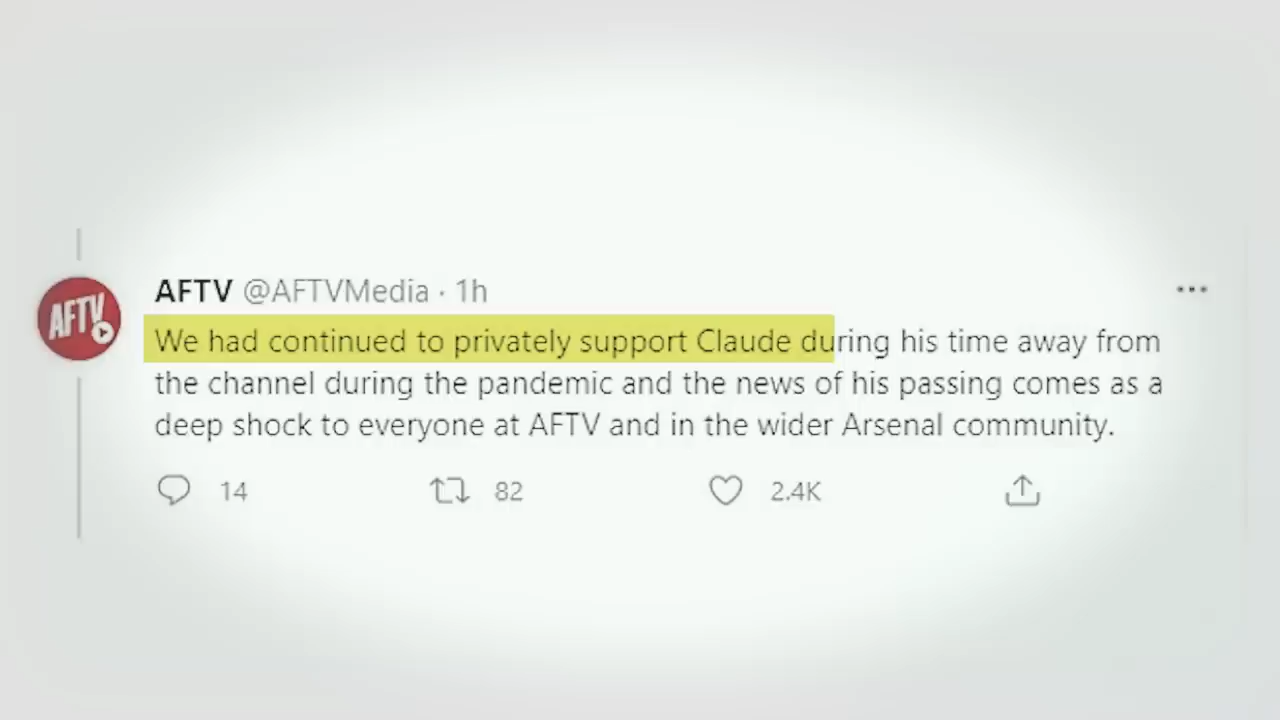 AFTV @AFTVMedia · 1h
AFTV
We had continued to privately support Claude during his time away from
the channel during the pandemic and the news of his passing comes as a
deep shock to everyone at AFTV and in the wider Arsenal community.
14 82 2.4K